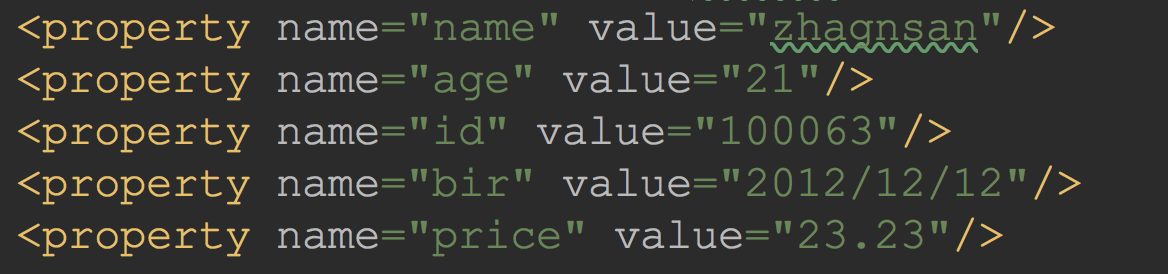 <property name="name" value="zhaqnsan"/>
<property name="age" value="21"/>
<property name="id" value="100063"/>
<property name="bir" value="2012/12/12"/>
<property name="price" value="23.23"/>